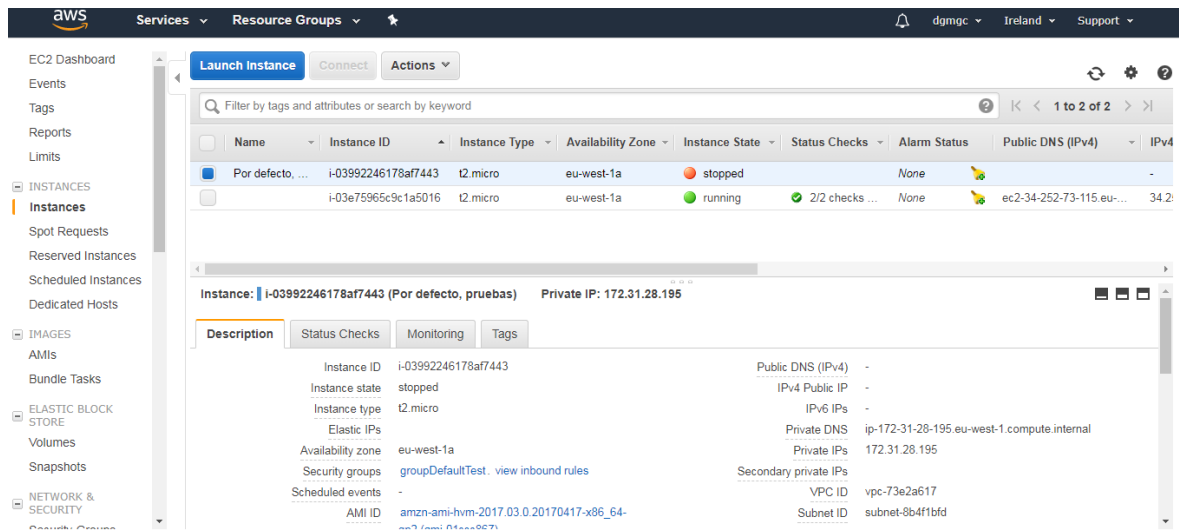 aws Services Resource Groups dgmgc Ireland Support
EC2 Dashboard
Events
Tags
Reports
Limits
INSTANCES
Instances
Spot Requests
Reserved Instances
Scheduled Instances
Dedicated Hosts
IMAGES
AMIs
Bundle Tasks
ELASTIC BLOCK
STORE
Volumes
Snapshots
NETWORK &
SECURITY
Security Groups
Launch Instance Connect Actions
Filter by tags and attributes or search by keyword 1 to 2 of 2
Name Instance ID Instance Type Availability Zone Instance State Status Checks Alarm Status Public DNS (IPv4) IPv4
Por defecto, ... i-03992246178af7443 t2.micro eu-west-1a stopped None -
i-03e75965c9c1a5016 t2.micro eu-west-1a running 2/2 checks ... None ec2-34-252-73-115.eu-... 34.25
Instance: i-03992246178af7443 (Por defecto, pruebas) Private IP: 172.31.28.195
Description Status Checks Monitoring Tags
Instance ID i-03992246178af7443 Public DNS (IPv4) -
Instance state stopped IPv4 Public IP -
Instance type t2.micro IPv6 IPs -
Elastic IPs Private DNS ip-172-31-28-195.eu-west-1.compute.internal
Availability zone eu-west-1a Private IPs 172.31.28.195
Security groups groupDefaultTest. view inbound rules Secondary private IPs
Scheduled events - VPC ID vpc-73e2a617
AMI ID amzn-ami-hvm-2017.03.0.20170417-x86_64- Subnet ID subnet-8b4f1bfd